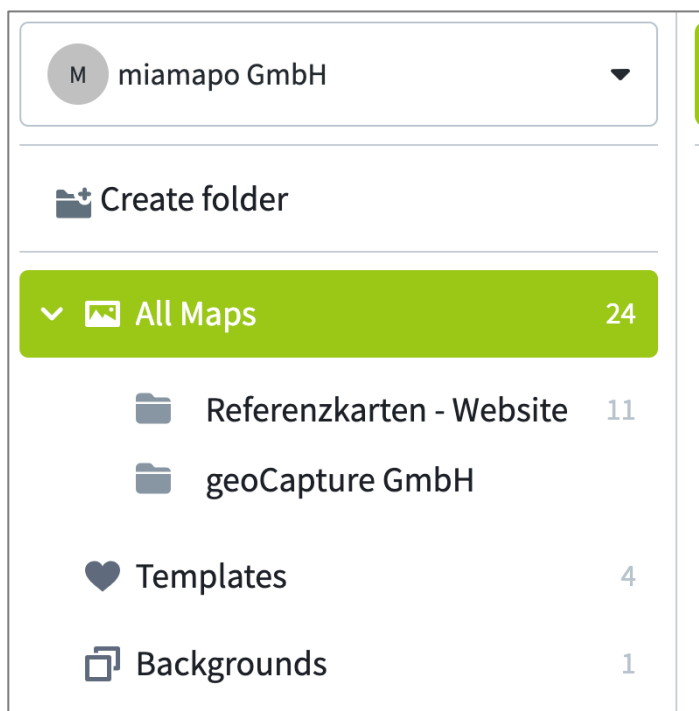 M miamapo GmbH
Create folder
All Maps 24
Referenzkarten - Website 11
geoCapture GmbH
Templates 4
Backgrounds 1